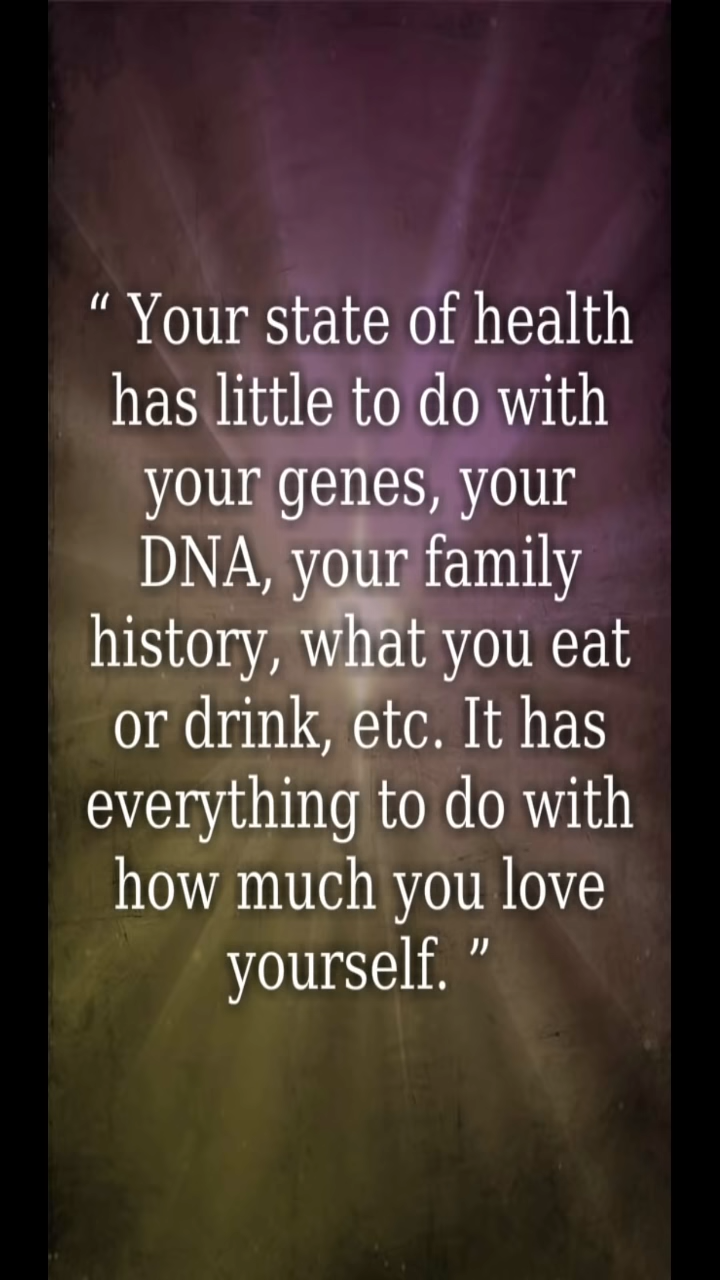 “ Your state of health
has little to do with
your genes, your
DNA, your family
history, what you eat
or drink, etc. It has
everything to do with
how much you love
yourself. ”